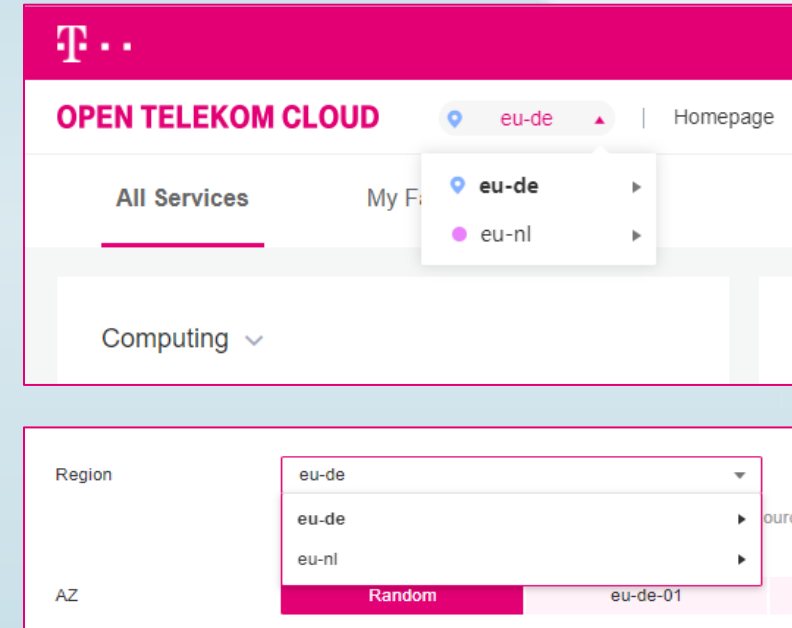 T
OPEN TELEKOM CLOUD eu-de Homepage
All Services My Fa
eu-de
eu-nl
Computing
Region eu-de
eu-de
eu-nl
AZ Random eu-de-01